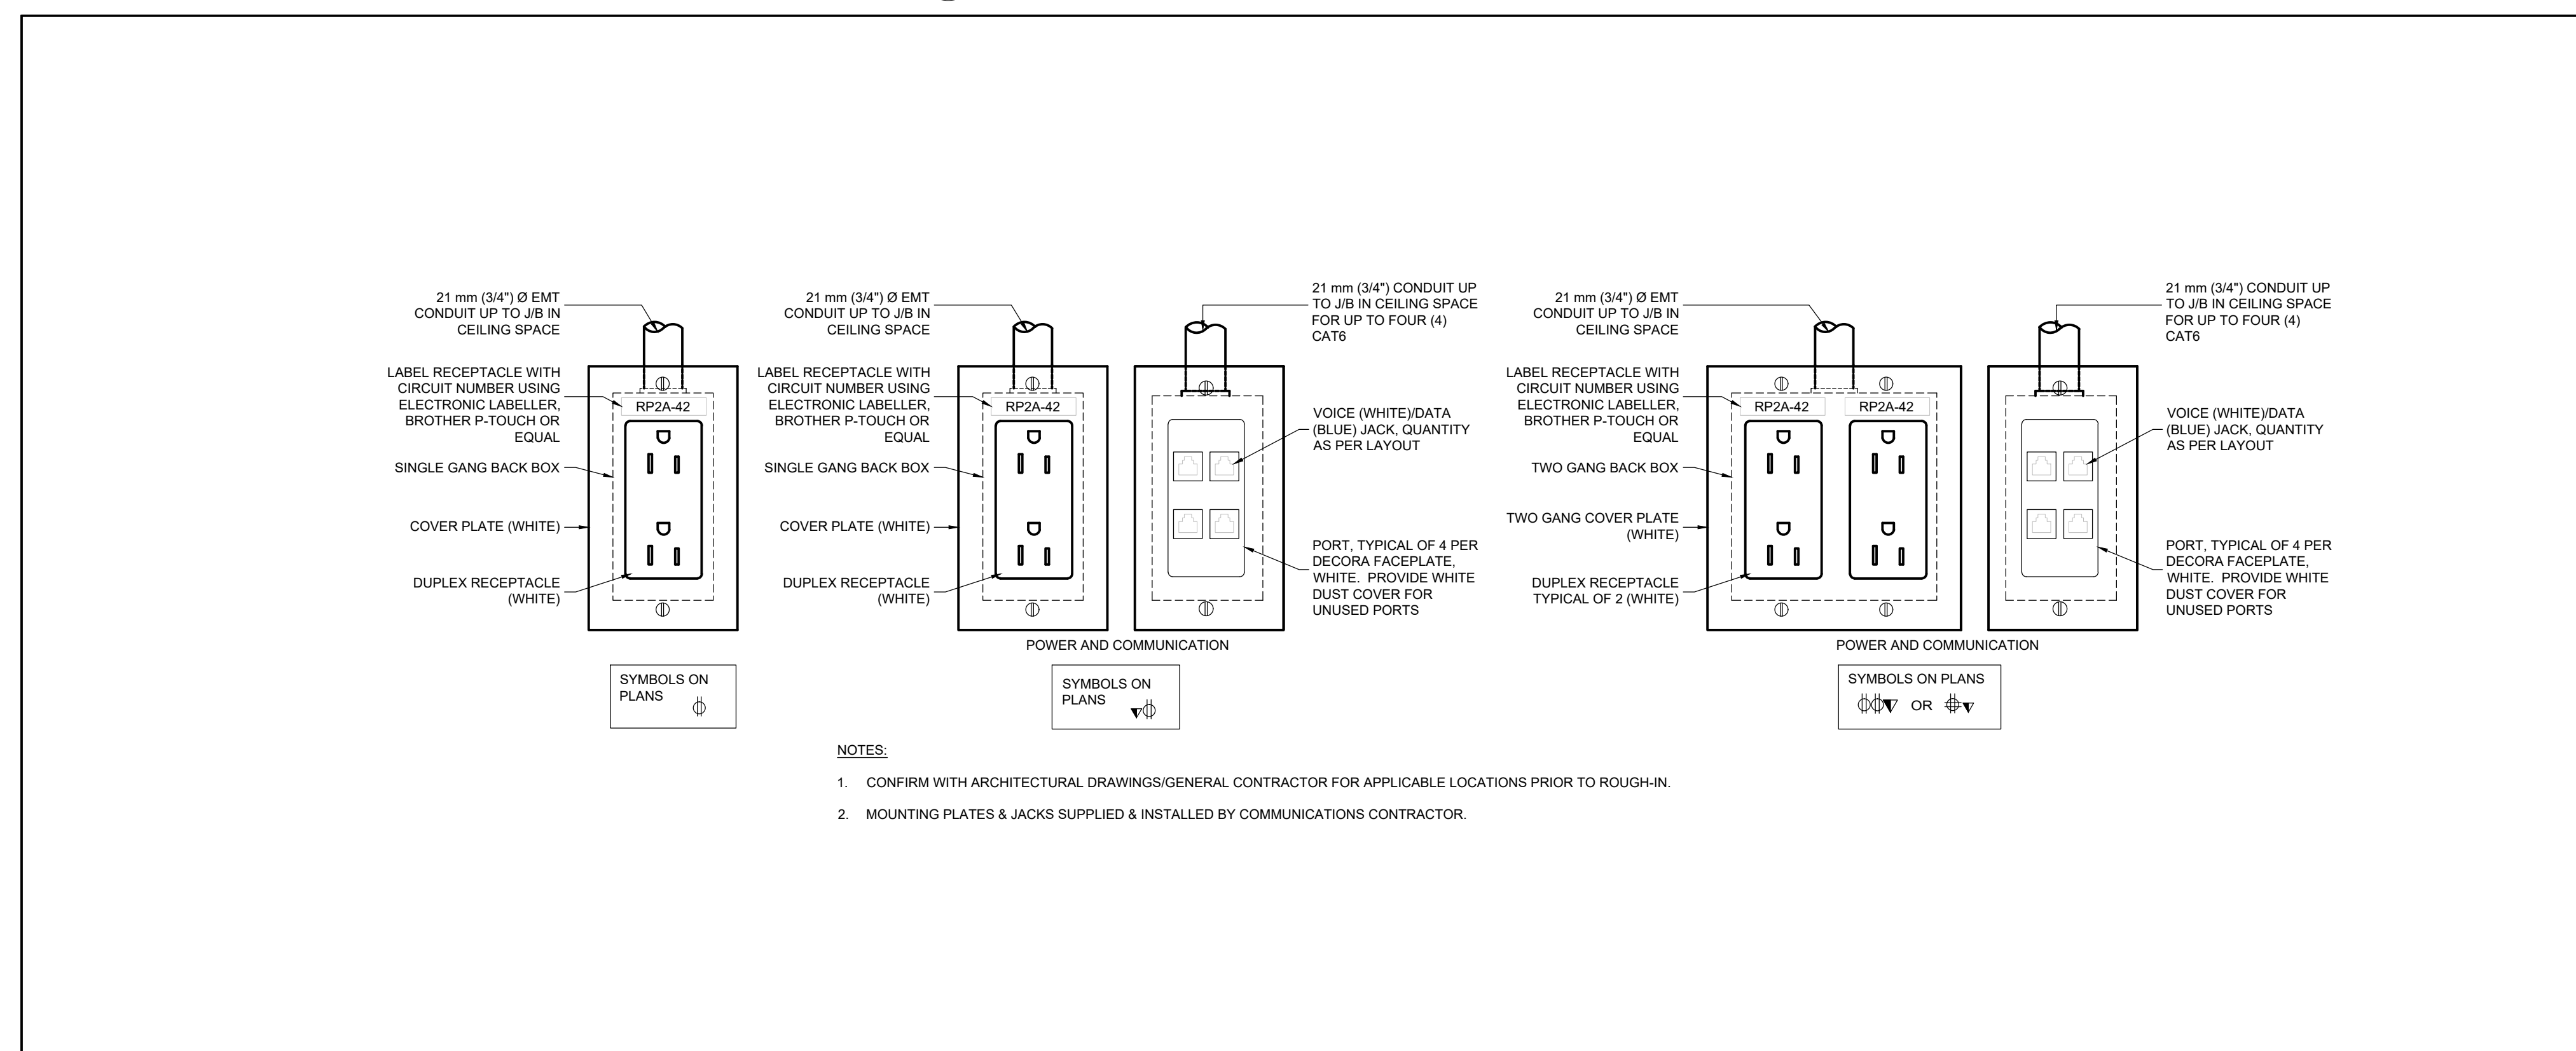 21 mm (3/4") Ø EMT
CONDUIT UP TO J/B IN
CEILING SPACE
LABEL RECEPTACLE WITH
CIRCUIT NUMBER USING
ELECTRONIC LABELLER,
BROTHER P-TOUCH OR
EQUAL
SINGLE GANG BACK BOX
COVER PLATE (WHITE)
DUPLEX RECEPTACLE
(WHITE)
RP2A-42
SYMBOLS ON
PLANS
21 mm (3/4") Ø EMT
CONDUIT UP TO J/B IN
CEILING SPACE
LABEL RECEPTACLE WITH
CIRCUIT NUMBER USING
ELECTRONIC LABELLER,
BROTHER P-TOUCH OR
EQUAL
SINGLE GANG BACK BOX
COVER PLATE (WHITE)
DUPLEX RECEPTACLE
(WHITE)
RP2A-42
21 mm (3/4") CONDUIT UP
TO J/B IN CEILING SPACE
FOR UP TO FOUR (4)
CAT6
VOICE (WHITE)/DATA
(BLUE) JACK, QUANTITY
AS PER LAYOUT
PORT, TYPICAL OF 4 PER
DECORA FACEPLATE,
WHITE. PROVIDE WHITE
DUST COVER FOR
UNUSED PORTS
POWER AND COMMUNICATION
SYMBOLS ON
PLANS
21 mm (3/4") Ø EMT
CONDUIT UP TO J/B IN
CEILING SPACE
LABEL RECEPTACLE WITH
CIRCUIT NUMBER USING
ELECTRONIC LABELLER,
BROTHER P-TOUCH OR
EQUAL
TWO GANG BACK BOX
TWO GANG COVER PLATE
(WHITE)
DUPLEX RECEPTACLE
TYPICAL OF 2 (WHITE)
RP2A-42 RP2A-42
21 mm (3/4") CONDUIT UP
TO J/B IN CEILING SPACE
FOR UP TO FOUR (4)
CAT6
VOICE (WHITE)/DATA
(BLUE) JACK, QUANTITY
AS PER LAYOUT
PORT, TYPICAL OF 4 PER
DECORA FACEPLATE,
WHITE. PROVIDE WHITE
DUST COVER FOR
UNUSED PORTS
POWER AND COMMUNICATION
SYMBOLS ON PLANS
OR
NOTES:
1. CONFIRM WITH ARCHITECTURAL DRAWINGS/GENERAL CONTRACTOR FOR APPLICABLE LOCATIONS PRIOR TO ROUGH-IN.
2. MOUNTING PLATES & JACKS SUPPLIED & INSTALLED BY COMMUNICATIONS CONTRACTOR.